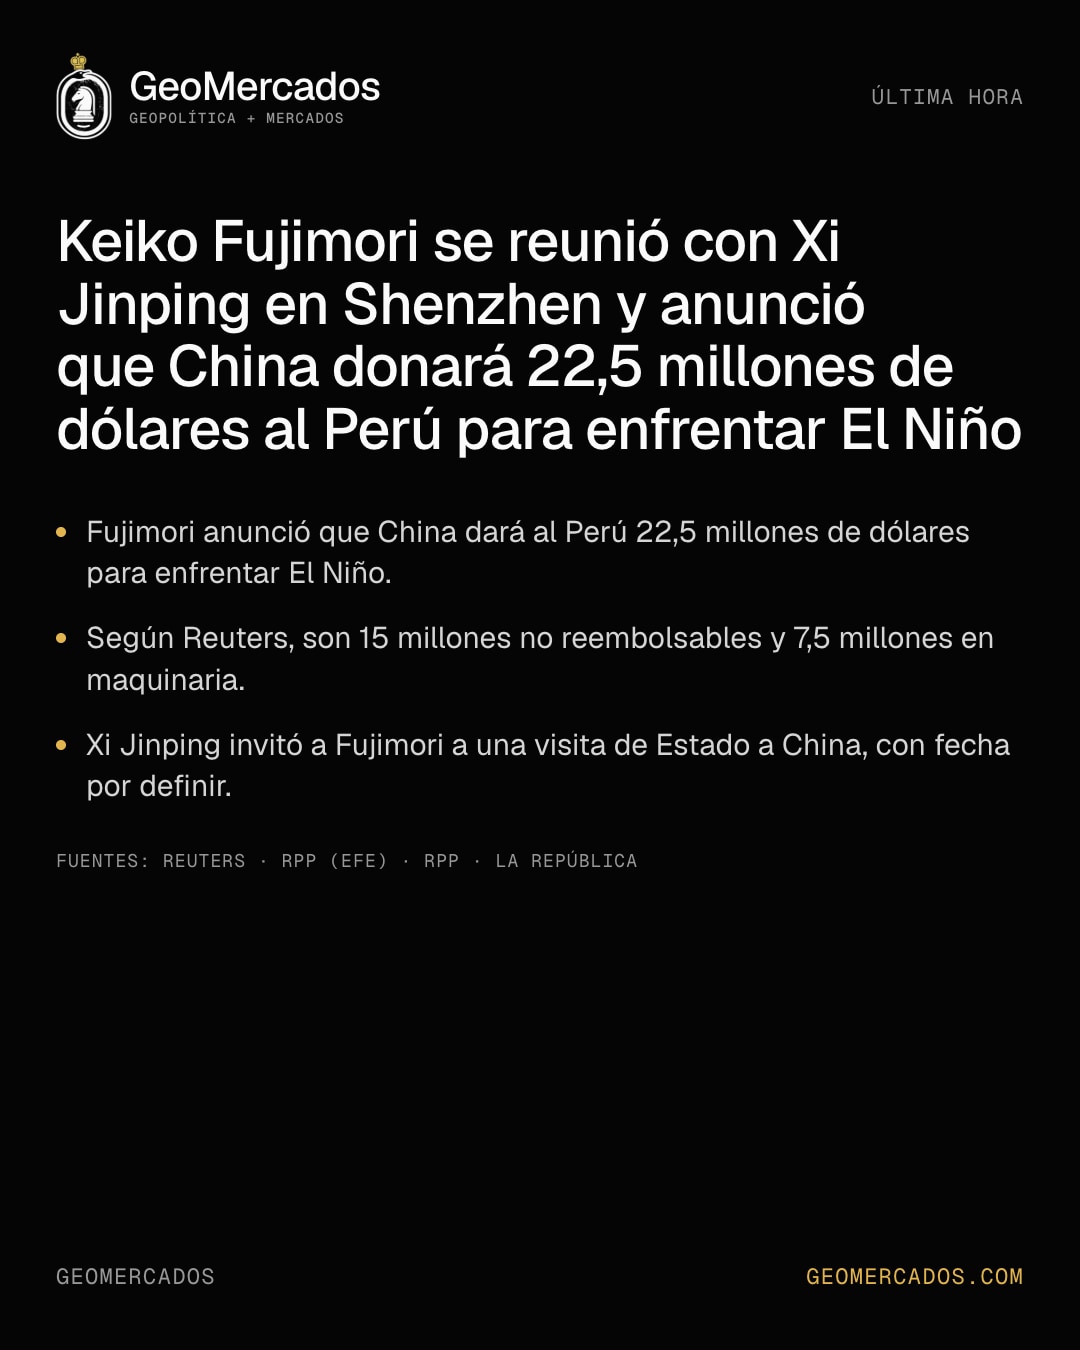 GeoMercados
GEOPOLÍTICA + MERCADOS
ÚLTIMA HORA
Keiko Fujimori se reunió con Xi
Jinping en Shenzhen y anunció
que China donará 22,5 millones de
dólares al Perú para enfrentar El Niño
• Fujimori anunció que China dará al Perú 22,5 millones de dólares
para enfrentar El Niño.
• Según Reuters, son 15 millones no reembolsables y 7,5 millones en
maquinaria.
• Xi Jinping invitó a Fujimori a una visita de Estado a China, con fecha
por definir.
FUENTES: REUTERS · RPP (EFE) · RPP · LA REPÚBLICA
GEOMERCADOS
GEOMERCADOS.COM